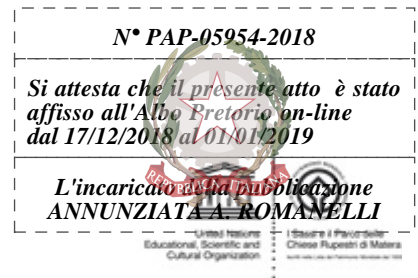 N° PAP-05954-2018
Si attesta che il presente atto è stato
affisso all'Albo Pretorio on-line
dal 17/12/2018 al 01/01/2019
L'incaricato della pubblicazione
ANNUNZIATA A. ROMANELLI
REPUBBLICA ITALIANA
United Nations
Educational, Scientific and
Cultural Organization
I Sassi e il Parco delle
Chiese Rupestri di Matera